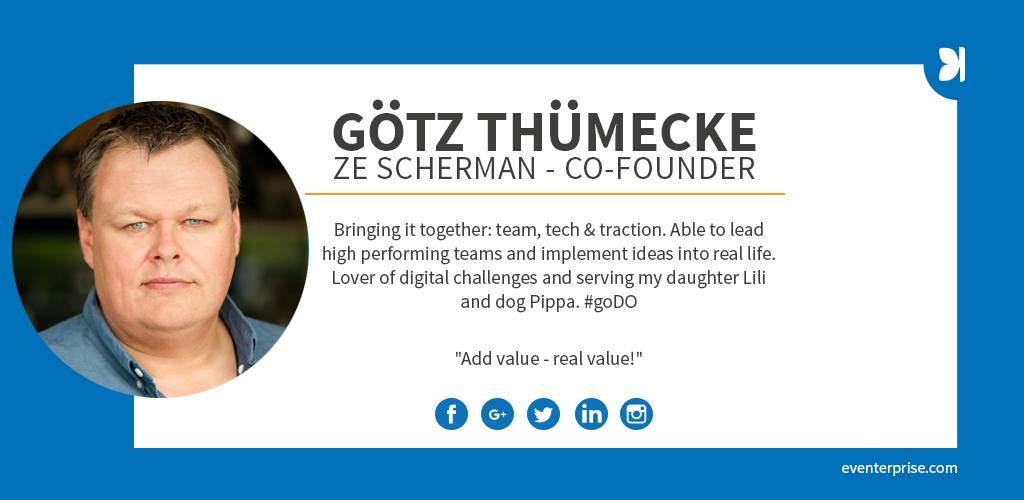 GÖTZ THÜMECKE
ZE SCHERMAN - CO-FOUNDER
Bringing it together: team, tech & traction. Able to lead
high performing teams and implement ideas into real life.
Lover of digital challenges and serving my daughter Lili
and dog Pippa. #goDO
"Add value - real value!"
f G+ in
eventerprise.com